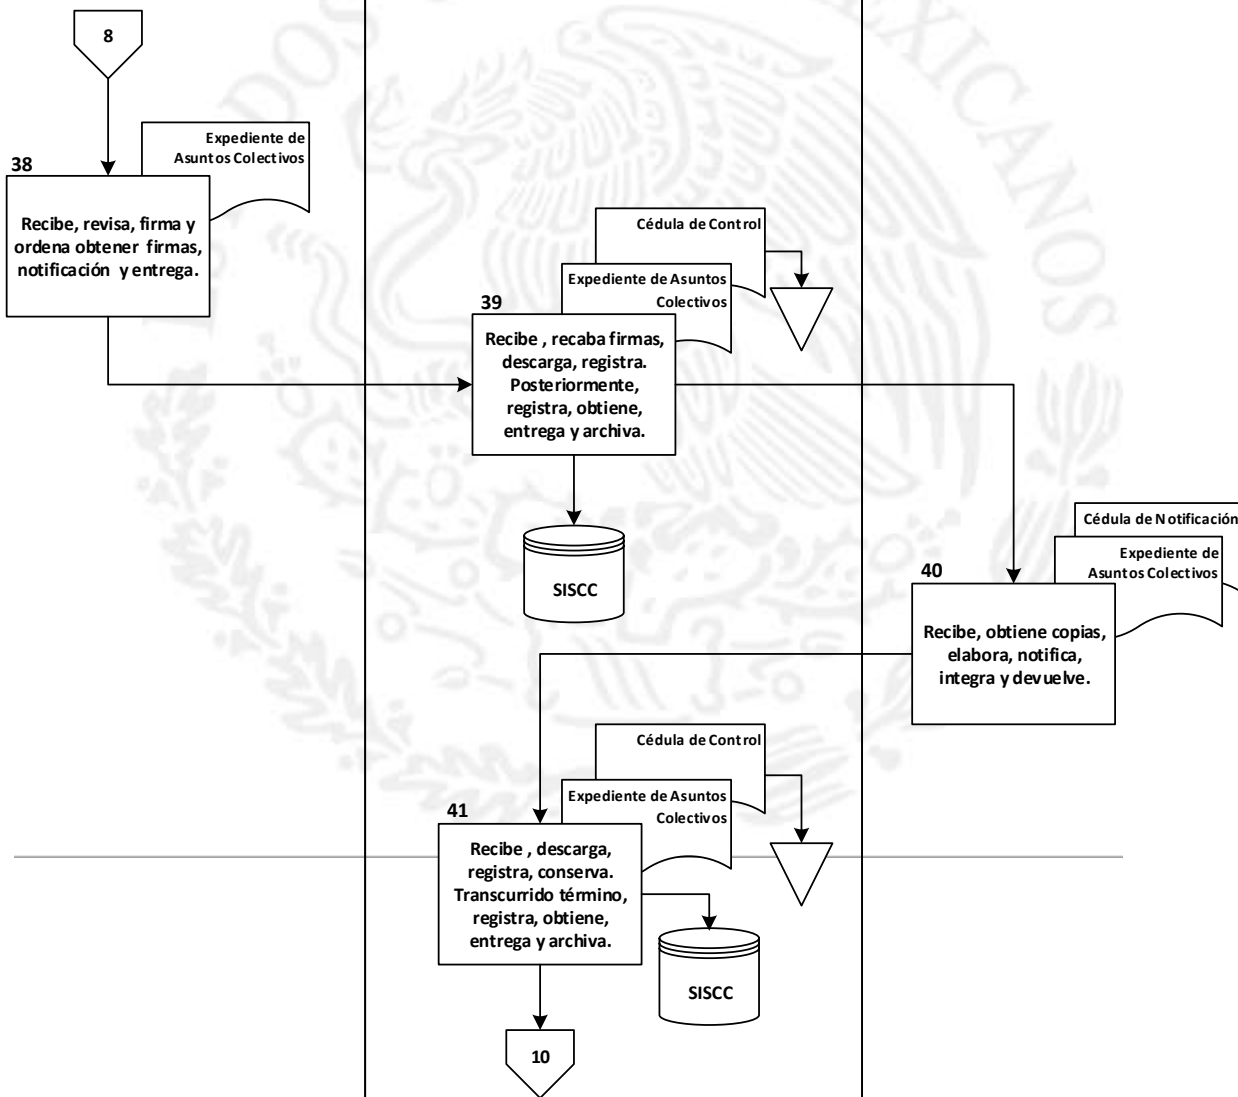 8
Expediente de
Asuntos Colectivos
38
Recibe, revisa, firma y
ordena obtener firmas,
notificación y entrega.
Cédula de Control
Expediente de Asuntos
Colectivos
39
Recibe , recaba firmas,
descarga, registra.
Posteriormente,
registra, obtiene,
entrega y archiva.
SISCC
Cédula de Notificación
Expediente de
Asuntos Colectivos
40
Recibe, obtiene copias,
elabora, notifica,
integra y devuelve.
Cédula de Control
Expediente de Asuntos
Colectivos
41
Recibe , descarga,
registra, conserva.
Transcurrido término,
registra, obtiene,
entrega y archiva.
SISCC
10
DOS
MEXICANOS